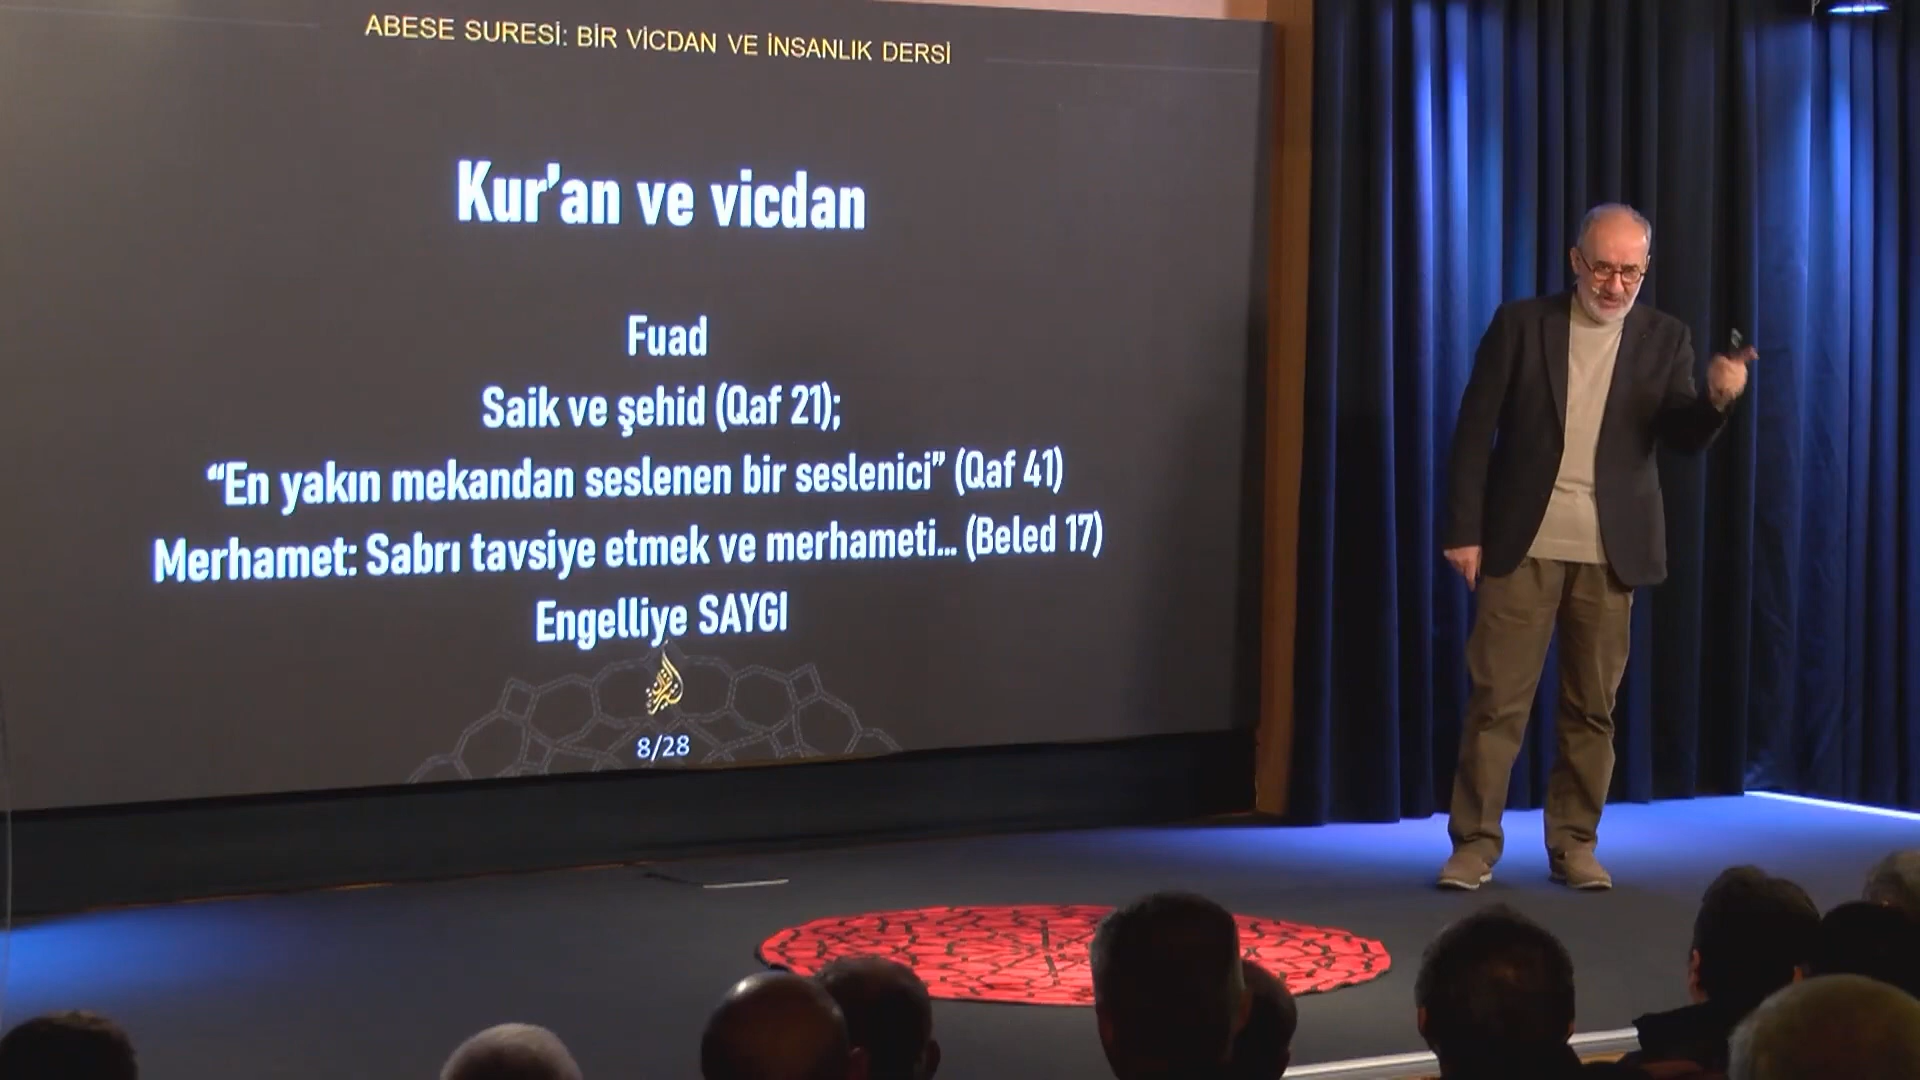 ABESE SURESİ: BİR VİCDAN VE İNSANLIK DERSİ
Kur'an ve vicdan
Fuad
Saik ve şehid (Qaf 21);
“En yakın mekandan seslenen bir seslenici” (Qaf 41)
Merhamet: Sabrı tavsiye etmek ve merhameti... (Beled 17)
Engelliye SAYGI
8/28